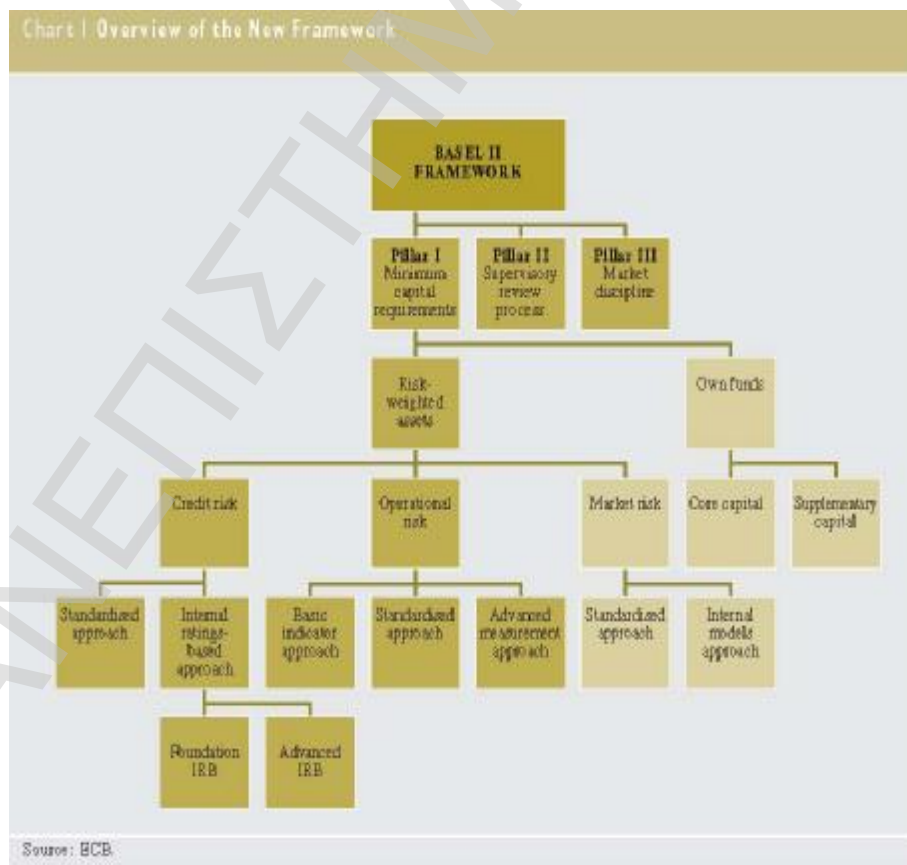 Chart 1 Overview of the New Framework
BASEL II
FRAMEWORK
Pillar I
Minimum
capital
requirements
Pillar II
Supervisory
review
process
Pillar III
Market
discipline
Risk-
weighted
assets
Own funds
Credit risk
Operational
risk
Market risk
Core capital
Supplementary
capital
Standardised
approach
Internal
ratings-
based
approach
Basic
indicator
approach
Standardised
approach
Advanced
measurement
approach
Standardised
approach
Internal
models
approach
Foundation
IRB
Advanced
IRB
Source: ECB.
ΑΝΕΠΙΣΤΗΜ